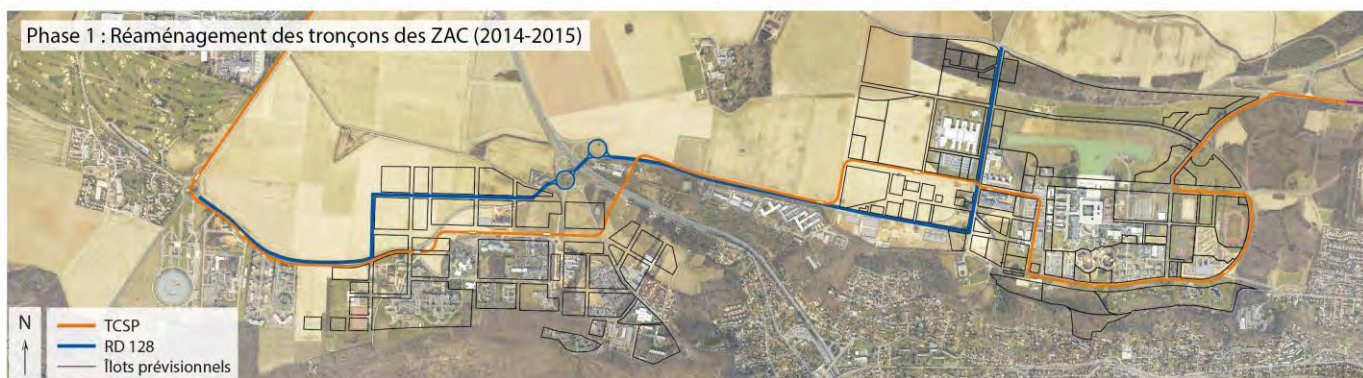 Phase 1 : Réaménagement des tronçons des ZAC (2014-2015)
N
TCSP
RD 128
Îlots prévisionnels